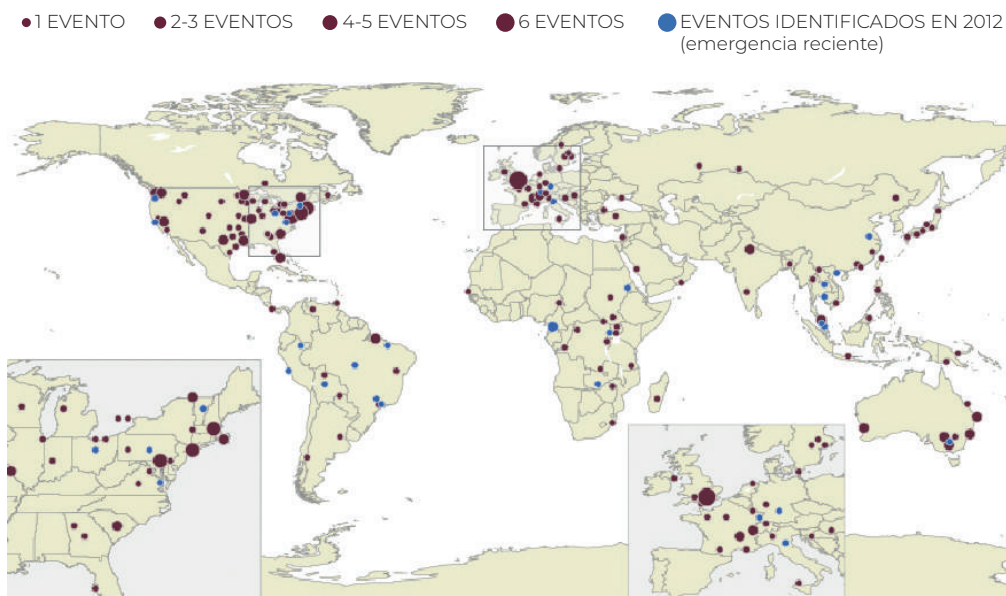 1 EVENTO 2-3 EVENTOS 4-5 EVENTOS 6 EVENTOS EVENTOS IDENTIFICADOS EN 2012
(emergencia reciente)